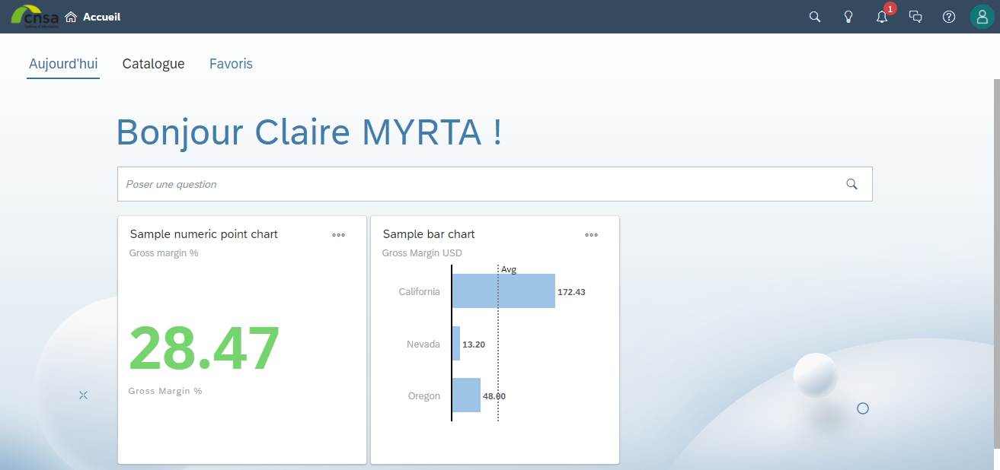 cnsa
Accueil
1
Aujourd'hui
Catalogue
Favoris
Bonjour Claire MYRTA !
Poser une question
Sample numeric point chart
Gross margin %
28.47
Gross Margin %
Sample bar chart
Gross Margin USD
Avg
California
172.43
Nevada
13.20
Oregon
48.00